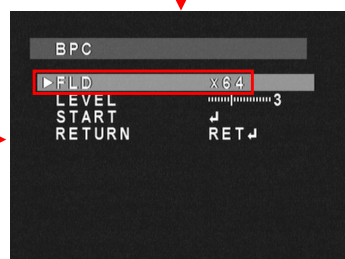 BPC
►FLD X64
LEVEL 3
START ↲
RETURN RET↲